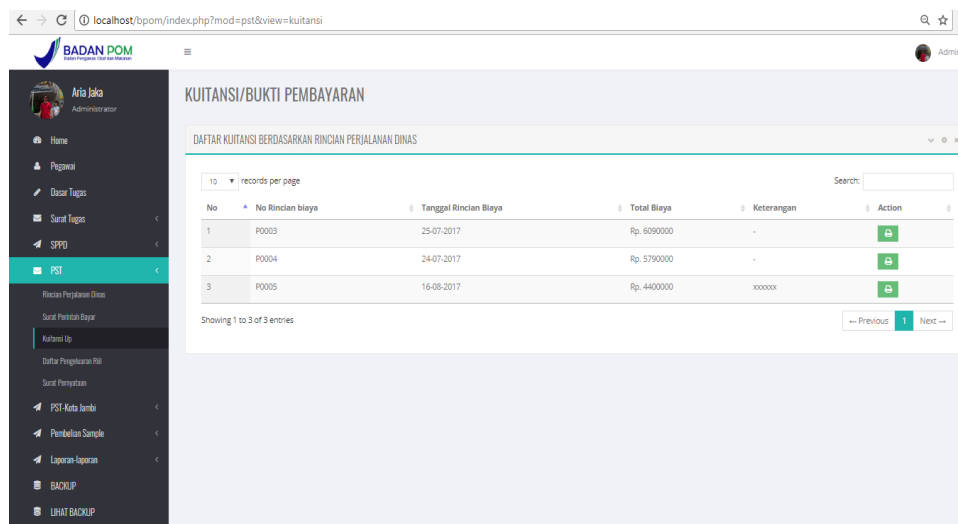 localhost/bpom/index.php?mod=pst&view=kuitansi
BADAN POM
Badan Pengawas Obat dan Makanan
Admi
Aria Jaka
Administrator
Home
Pegawai
Dasar Tugas
Surat Tugas
SPPD
PST
Rincian Perjalanan Dinas
Surat Perintah Bayar
Kuitansi Up
Daftar Pengeluaran Riil
Surat Pernyataan
PST-Kota Jambi
Pembelian Sample
Laporan-laporan
BACKUP
LIHAT BACKUP
KUITANSI/BUKTI PEMBAYARAN
DAFTAR KUITANSI BERDASARKAN RINCIAN PERJALANAN DINAS
10 records per page Search:
No No Rincian biaya Tanggal Rincian Biaya Total Biaya Keterangan Action
1 P0003 25-07-2017 Rp. 6090000 -
2 P0004 24-07-2017 Rp. 5790000 -
3 P0005 16-08-2017 Rp. 4400000 xxxxxx
Showing 1 to 3 of 3 entries
← Previous 1 Next →